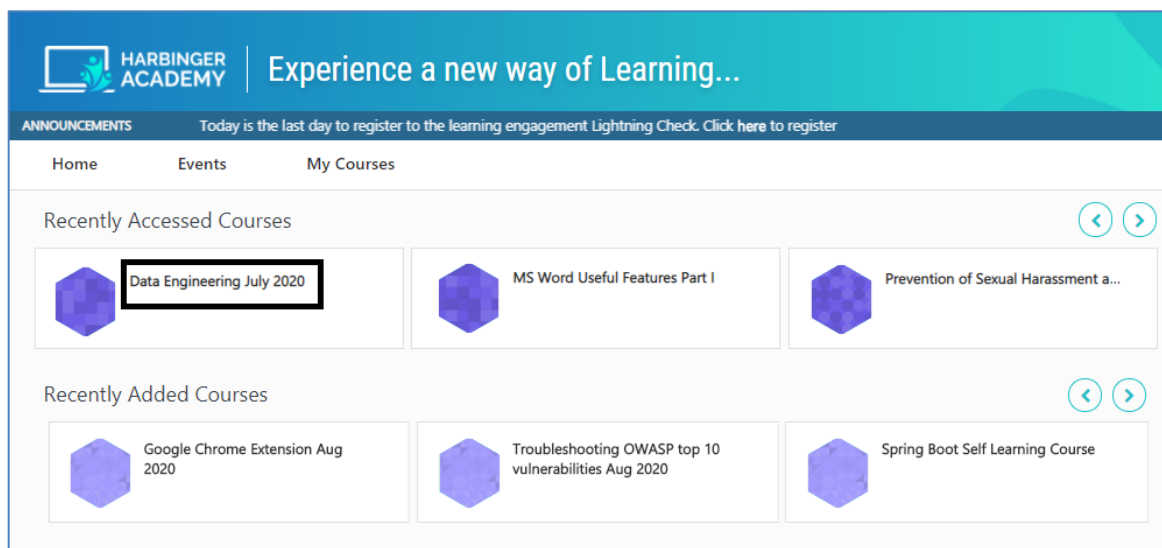 HARBINGER
ACADEMY
Experience a new way of Learning...
ANNOUNCEMENTS Today is the last day to register to the learning engagement Lightning Check. Click here to register
Home Events My Courses
Recently Accessed Courses
Data Engineering July 2020
MS Word Useful Features Part I
Prevention of Sexual Harassment a...
Recently Added Courses
Google Chrome Extension Aug
2020
Troubleshooting OWASP top 10
vulnerabilities Aug 2020
Spring Boot Self Learning Course